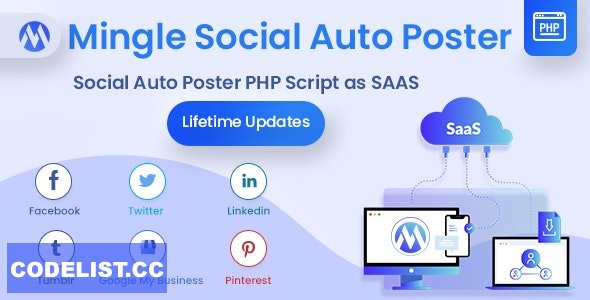 Mingle Social Auto Poster
PHP
Social Auto Poster PHP Script as SAAS
Lifetime Updates
SaaS
Facebook
Twitter
Linkedin
Tumblr
Google My Business
Pinterest
CODELIST.CC